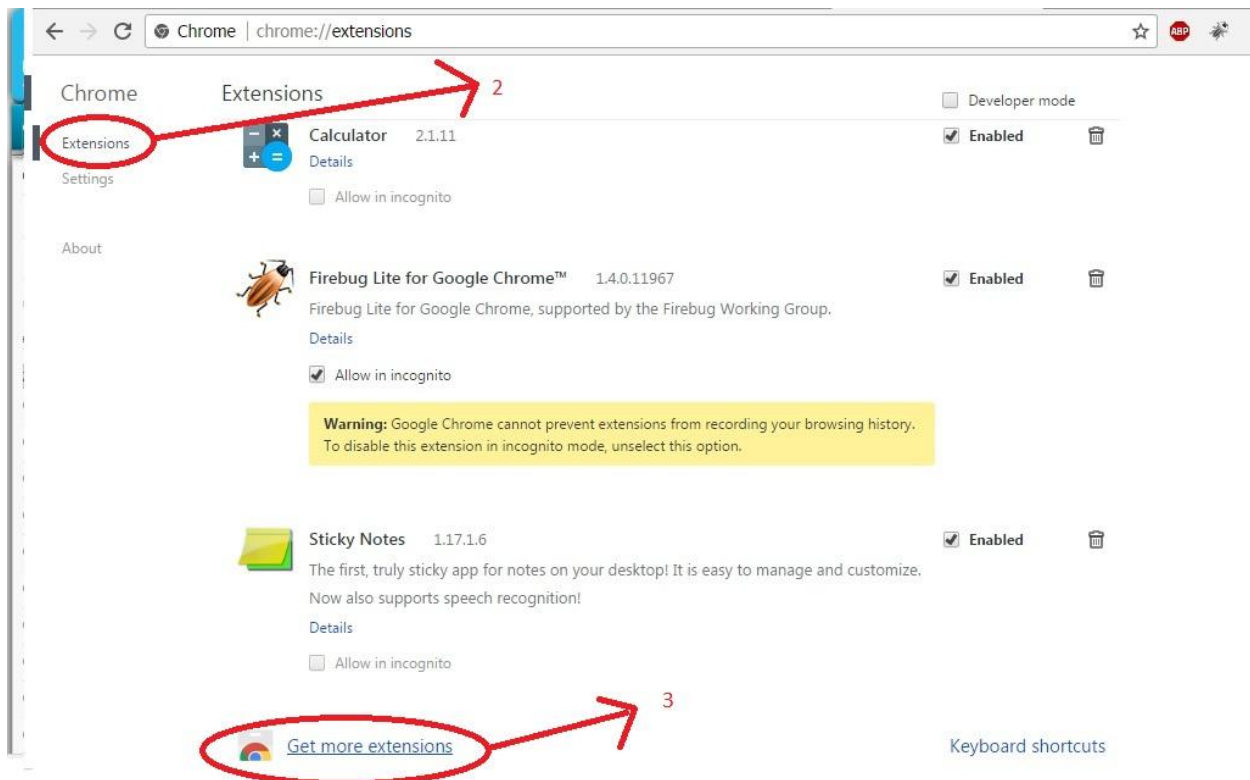 Chrome | chrome://extensions
ABP
Chrome
Extensions
Settings
About
2
Extensions
Developer mode
Calculator 2.1.11
Enabled
Details
Allow in incognito
Firebug Lite for Google Chrome™ 1.4.0.11967
Enabled
Firebug Lite for Google Chrome, supported by the Firebug Working Group.
Details
Allow in incognito
Warning: Google Chrome cannot prevent extensions from recording your browsing history.
To disable this extension in incognito mode, unselect this option.
Sticky Notes 1.17.1.6
Enabled
The first, truly sticky app for notes on your desktop! It is easy to manage and customize.
Now also supports speech recognition!
Details
Allow in incognito
3
Get more extensions
Keyboard shortcuts